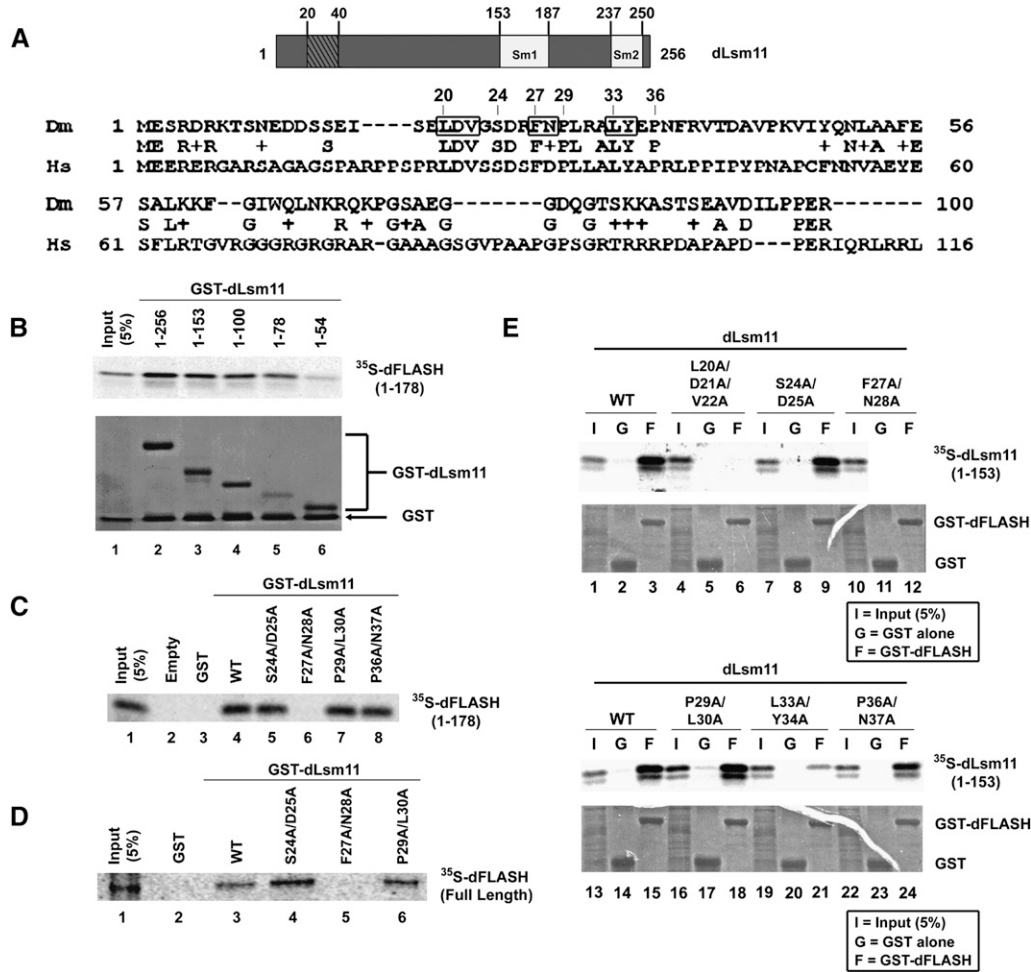 A
20 40 153 187 237 250
1 Sm1 Sm2 256 dLsm11
20 24 27 29 33 36
Dm 1 MESRDRKTSNEDDSSEI----SELDVGSDRFNPLRALYEPNFRVTDAVPKVIYQNLAAFE 56
ME R+R + S LDV SD F+PL ALY P + +N+A +E
Hs 1 MEERERGARSAGAGSPARPPSPRLDVSSDSFDPLLALYAPRLPPIPYPNAPCFNNVAEYE 60
Dm 57 SALKKF--GIWQLNKRQKPGSAEG-------GDQGTSKKASTSEAVDILPPER------ 100
S L+ G + R + G+A G G G +++ + A D PER
Hs 61 SFLRTGVRGGGRGRGRAR-GAAAGSGVPAAPGPSGRTRRRPDAPAPD---PERIQRLRRL 116
B
GST-dLsm11
Input (5%) 1-256 1-153 1-100 1-78 1-54
35S-dFLASH
(1-178)
GST-dLsm11
GST
1 2 3 4 5 6
C
GST-dLsm11
Input (5%) Empty GST WT S24A/D25A F27A/N28A P29A/L30A P36A/N37A
35S-dFLASH
(1-178)
1 2 3 4 5 6 7 8
D
GST-dLsm11
Input (5%) GST WT S24A/D25A F27A/N28A P29A/L30A
35S-dFLASH
(Full Length)
1 2 3 4 5 6
E
dLsm11
WT L20A/D21A/V22A S24A/D25A F27A/N28A
I G F I G F I G F I G F
35S-dLsm11
(1-153)
GST-dFLASH
GST
1 2 3 4 5 6 7 8 9 10 11 12
I = Input (5%)
G = GST alone
F = GST-dFLASH
dLsm11
WT P29A/L30A L33A/Y34A P36A/N37A
I G F I G F I G F I G F
35S-dLsm11
(1-153)
GST-dFLASH
GST
13 14 15 16 17 18 19 20 21 22 23 24
I = Input (5%)
G = GST alone
F = GST-dFLASH